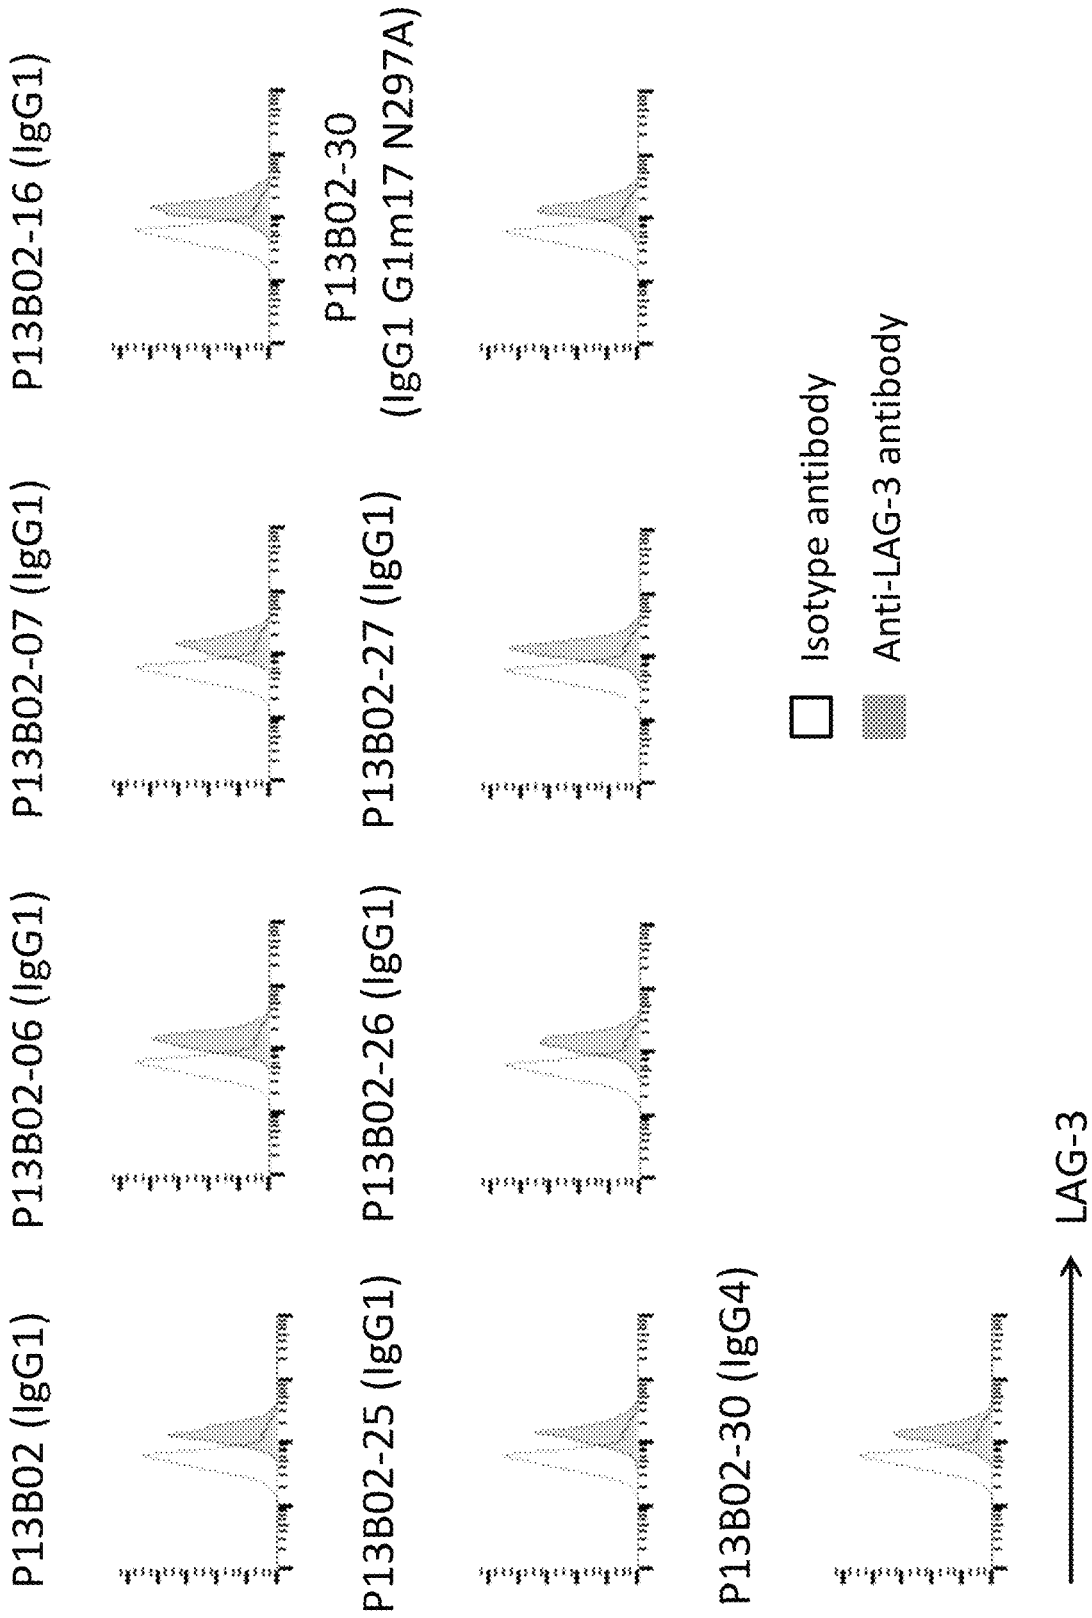 P13B02 (IgG1)
P13B02-06 (IgG1)
P13B02-07 (IgG1)
P13B02-16 (IgG1)
P13B02-25 (IgG1)
P13B02-26 (IgG1)
P13B02-27 (IgG1)
P13B02-30
(IgG1 G1m17 N297A)
P13B02-30 (IgG4)
Isotype antibody
Anti-LAG-3 antibody
LAG-3